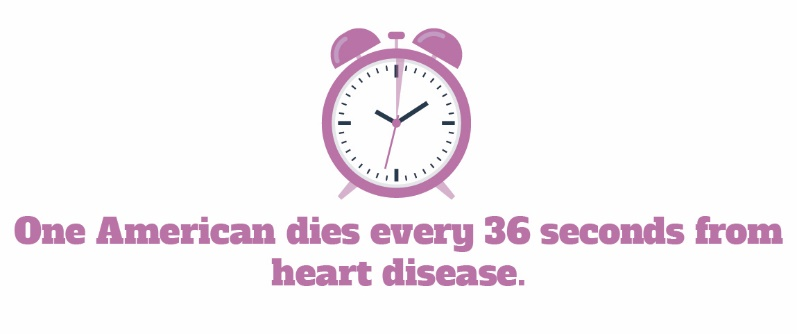 One American dies every 36 seconds from
heart disease.